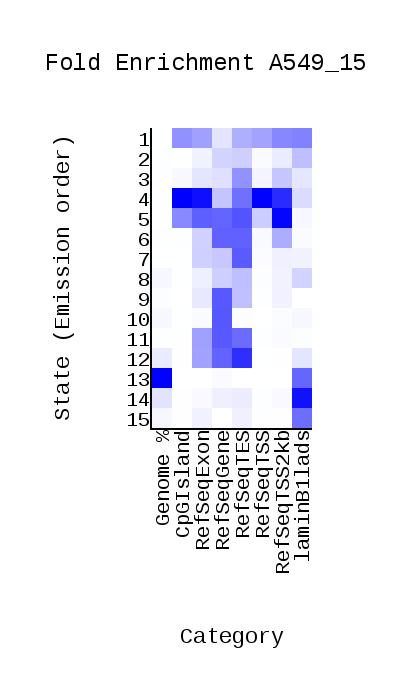 Fold Enrichment A549_15
State (Emission order)
1
2
3
4
5
6
7
8
9
10
11
12
13
14
15
Genome %
CpGIsland
RefSeqExon
RefSeqGene
RefSeqTES
RefSeqTSS
RefSeqTSS2kb
laminB1lads
Category